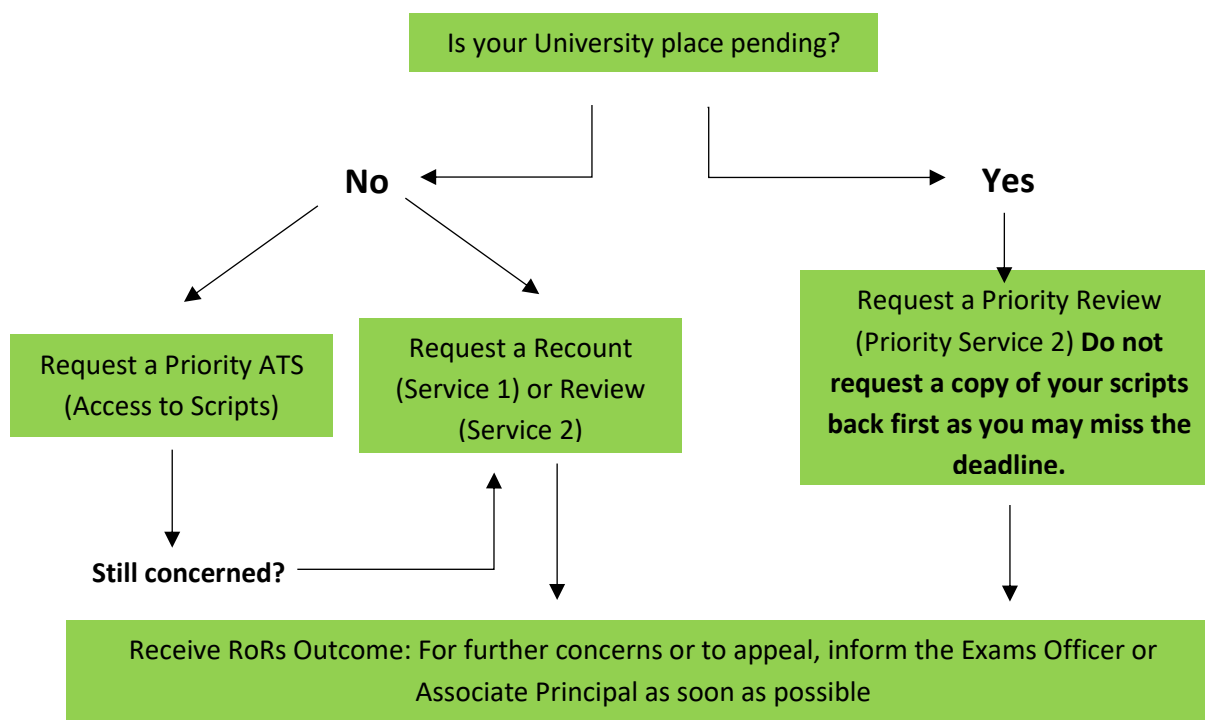 Is your University place pending?
No
Yes
Request a Priority ATS
(Access to Scripts)
Request a Recount
(Service 1) or Review
(Service 2)
Request a Priority Review
(Priority Service 2) Do not
request a copy of your scripts
back first as you may miss the
deadline.
Still concerned?
Receive RoRs Outcome: For further concerns or to appeal, inform the Exams Officer or
Associate Principal as soon as possible